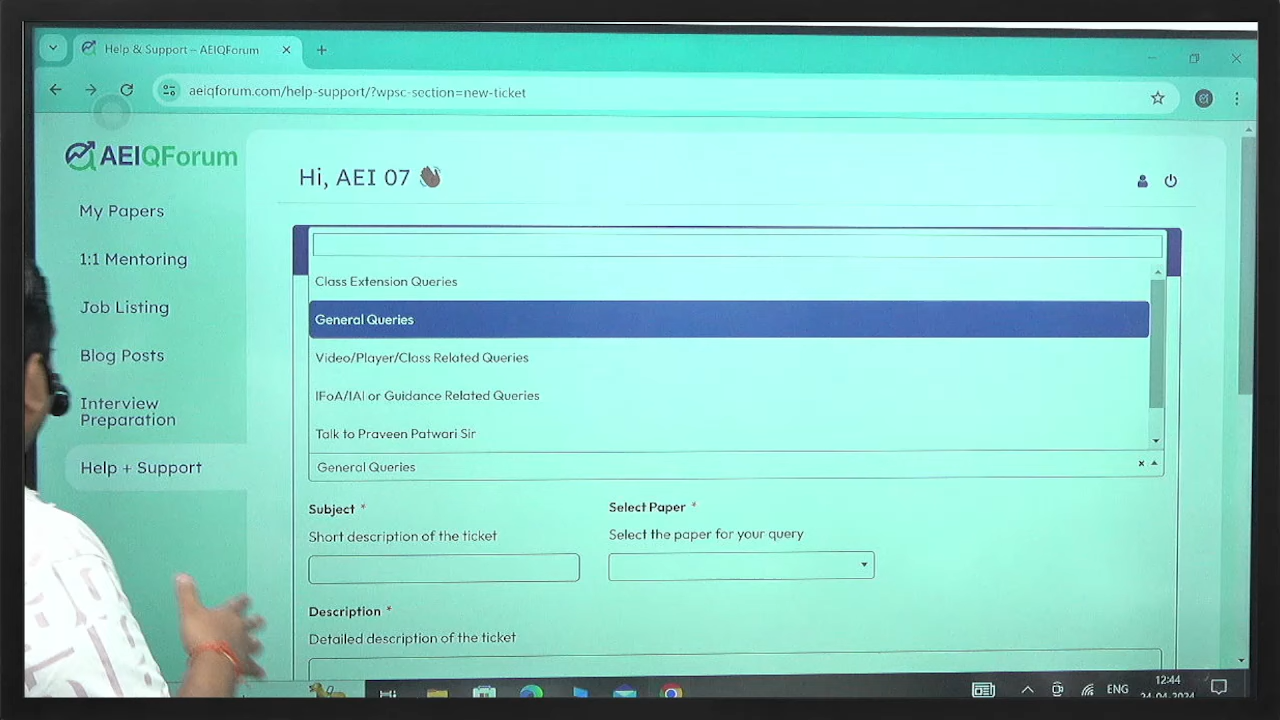 Help & Support – AEIQForum
aeiqforum.com/help-support/?wpsc-section=new-ticket
AEIQForum
My Papers
1:1 Mentoring
Job Listing
Blog Posts
Interview
Preparation
Help + Support
Hi, AEI 07
Class Extension Queries
General Queries
Video/Player/Class Related Queries
IFoA/IAI or Guidance Related Queries
Talk to Praveen Patwari Sir
General Queries
Subject *
Short description of the ticket
Select Paper *
Select the paper for your query
Description *
Detailed description of the ticket
ENG
12:44
24-04-2024